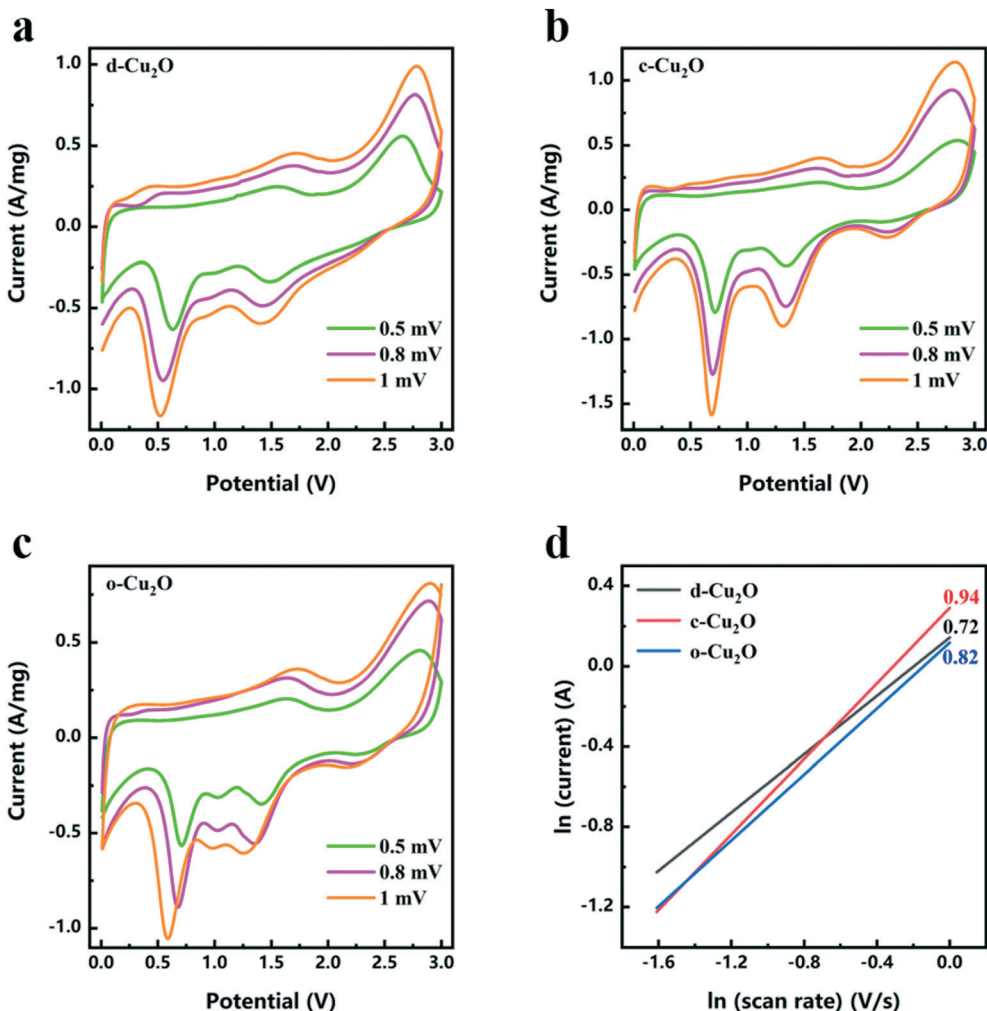 a
d-Cu₂O
1.0
0.5
0.0
-0.5
-1.0
Current (A/mg)
0.5 mV
0.8 mV
1 mV
0.0 0.5 1.0 1.5 2.0 2.5 3.0
Potential (V)
b
c-Cu₂O
1.0
0.5
0.0
-0.5
-1.0
-1.5
Current (A/mg)
0.5 mV
0.8 mV
1 mV
0.0 0.5 1.0 1.5 2.0 2.5 3.0
Potential (V)
c
o-Cu₂O
0.5
0.0
-0.5
-1.0
Current (A/mg)
0.5 mV
0.8 mV
1 mV
0.0 0.5 1.0 1.5 2.0 2.5 3.0
Potential (V)
d
d-Cu₂O
c-Cu₂O
o-Cu₂O
0.94
0.72
0.82
0.4
0.0
-0.4
-0.8
-1.2
ln (current) (A)
-1.6 -1.2 -0.8 -0.4 0.0
ln (scan rate) (V/s)